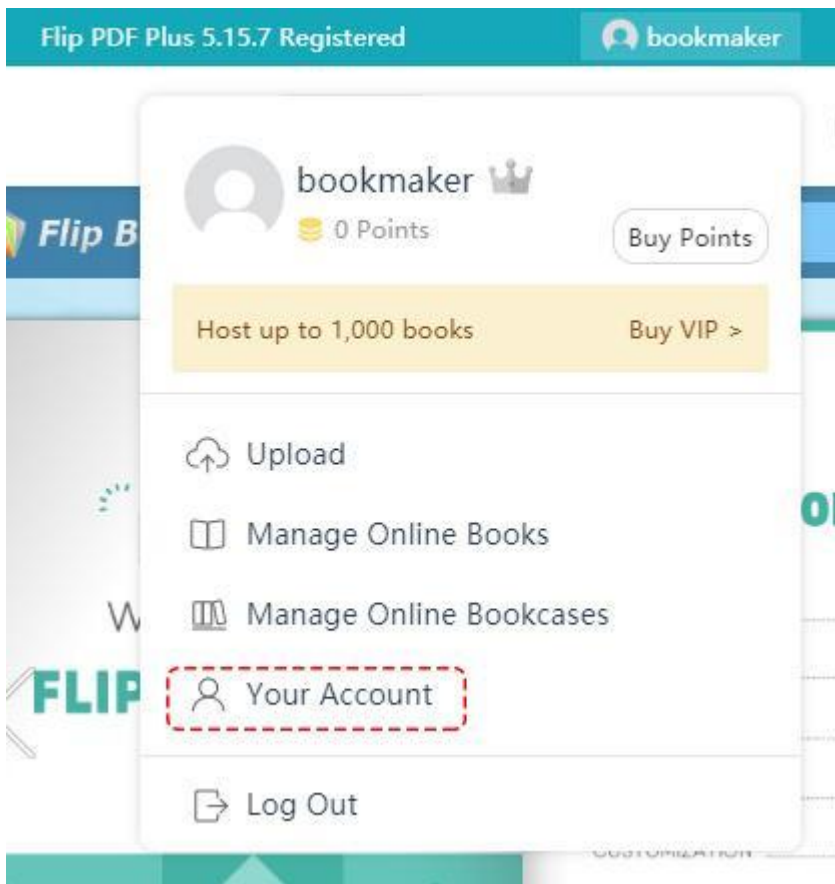 Flip PDF Plus 5.15.7 Registered
bookmaker
bookmaker
0 Points
Buy Points
Flip B
Host up to 1,000 books
Buy VIP >
Upload
Manage Online Books
Manage Online Bookcases
FLIP
Your Account
Log Out
CUSTOMIZATION